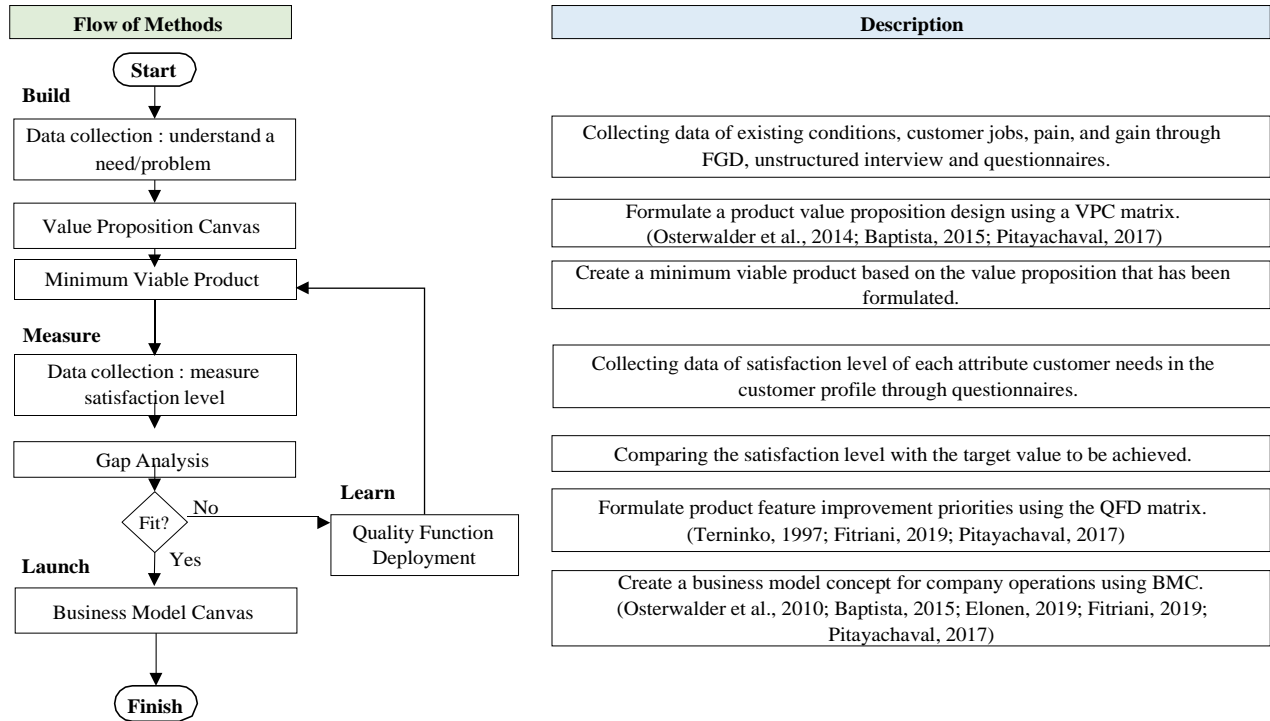 Flow of Methods
Description
Start
Build
Data collection : understand a
need/problem
Collecting data of existing conditions, customer jobs, pain, and gain through
FGD, unstructured interview and questionnaires.
Value Proposition Canvas
Formulate a product value proposition design using a VPC matrix.
(Osterwalder et al., 2014; Baptista, 2015; Pitayachaval, 2017)
Minimum Viable Product
Create a minimum viable product based on the value proposition that has been
formulated.
Measure
Data collection : measure
satisfaction level
Collecting data of satisfaction level of each attribute customer needs in the
customer profile through questionnaires.
Gap Analysis
Comparing the satisfaction level with the target value to be achieved.
Fit?
No
Yes
Learn
Quality Function
Deployment
Formulate product feature improvement priorities using the QFD matrix.
(Terninko, 1997; Fitriani, 2019; Pitayachaval, 2017)
Launch
Business Model Canvas
Create a business model concept for company operations using BMC.
(Osterwalder et al., 2010; Baptista, 2015; Elonen, 2019; Fitriani, 2019;
Pitayachaval, 2017)
Finish